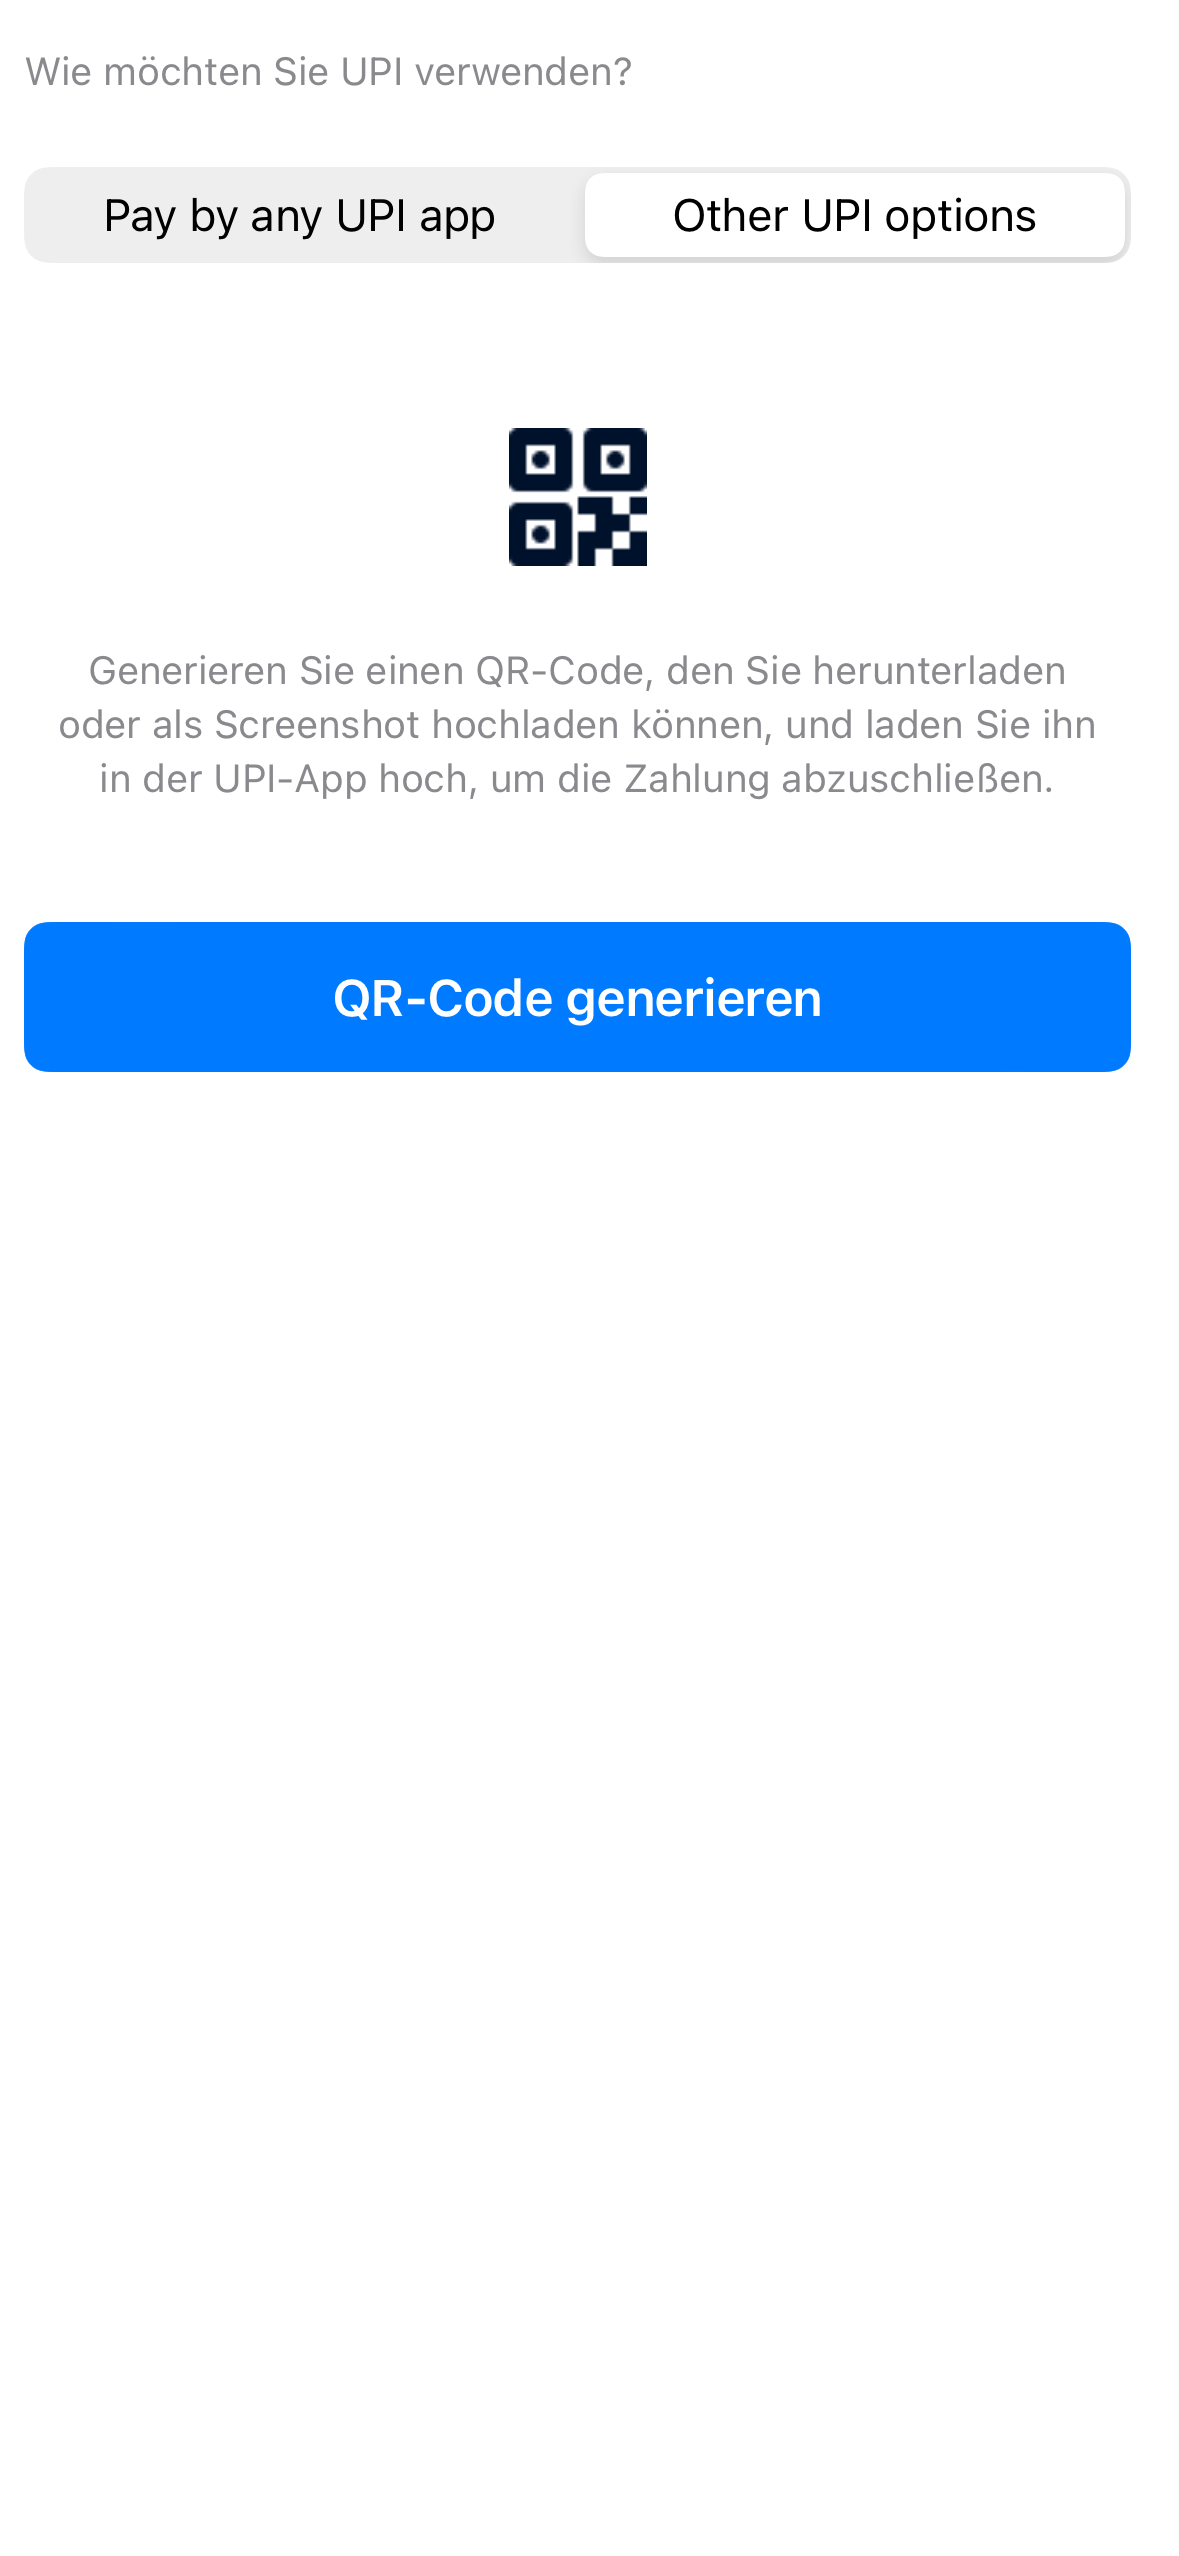 Wie möchten Sie UPI verwenden?
Pay by any UPI app
Other UPI options
Generieren Sie einen QR-Code, den Sie herunterladen
oder als Screenshot hochladen können, und laden Sie ihn
in der UPI-App hoch, um die Zahlung abzuschließen.
QR-Code generieren